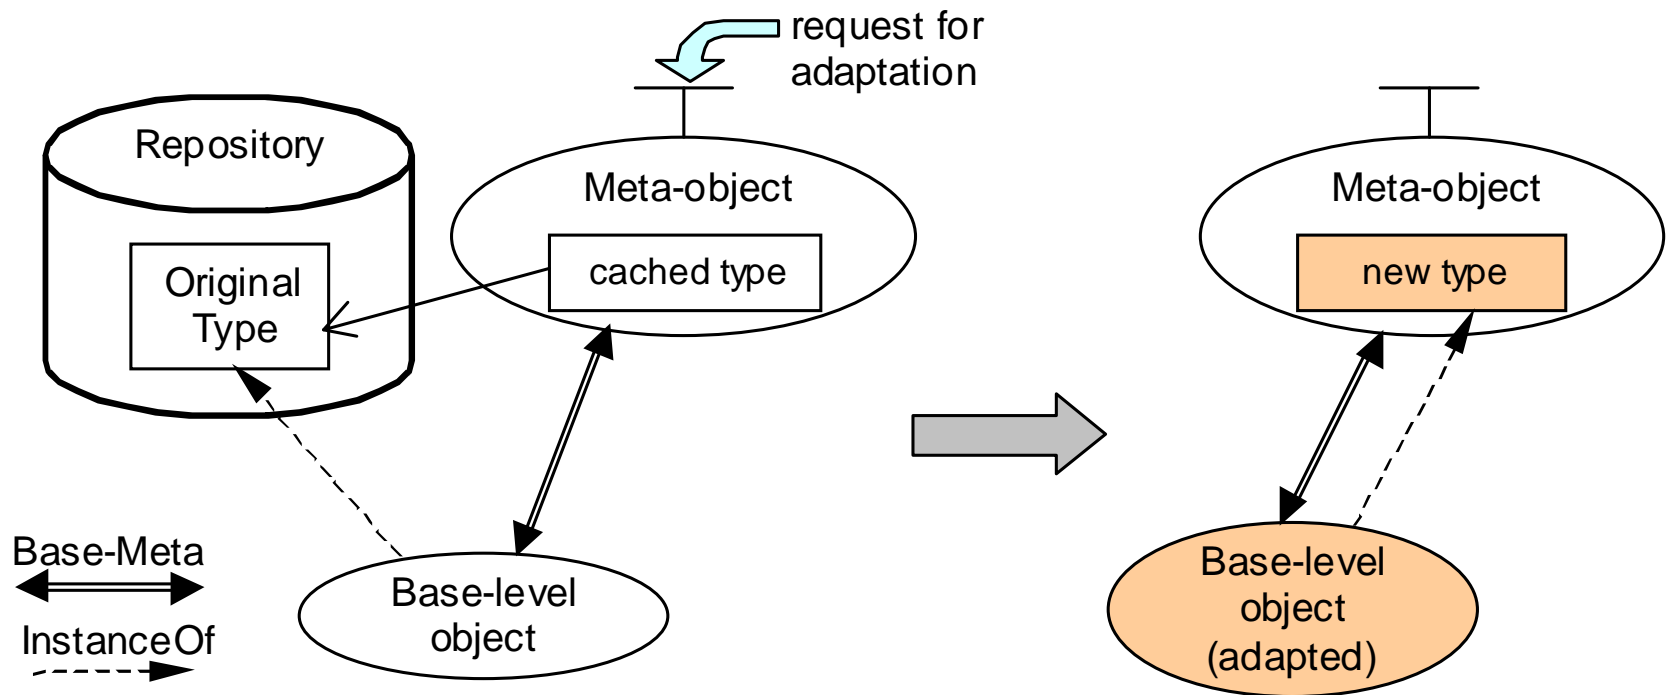 request for
adaptation
Repository
Meta-object
cached type
Original
Type
Base-level
object
Base-Meta
InstanceOf
Meta-object
new type
Base-level
object
(adapted)